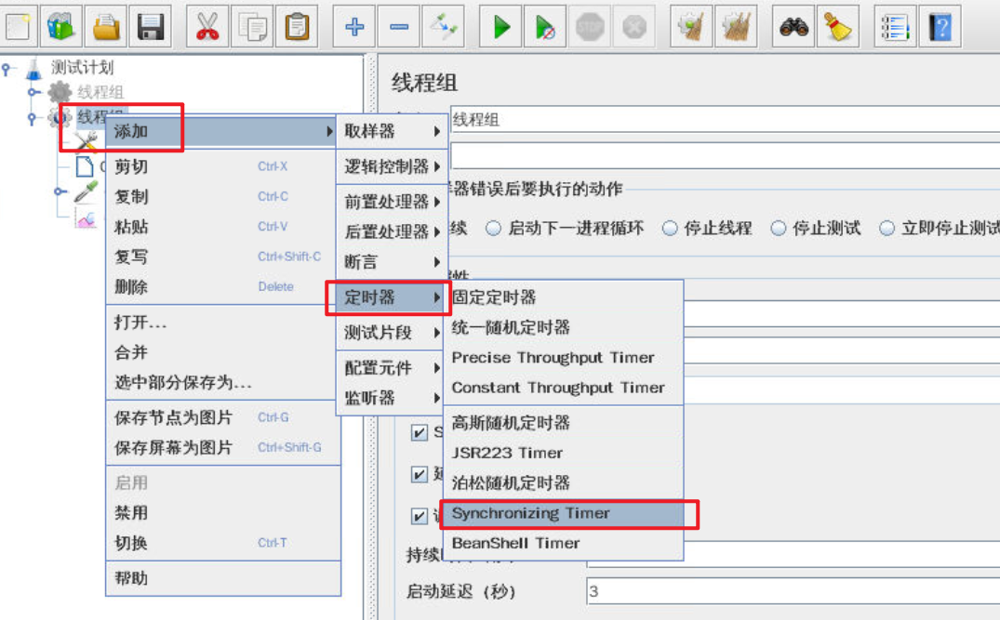 STOP
测试计划
线程组
线程组
添加
剪切 Ctrl-X
复制 Ctrl-C
粘贴 Ctrl-V
复写 Ctrl+Shift-C
删除 Delete
打开...
合并
选中部分保存为...
保存节点为图片 Ctrl-G
保存屏幕为图片 Ctrl+Shift-G
启用
禁用
切换 Ctrl-T
帮助
取样器
逻辑控制器
前置处理器
后置处理器
断言
定时器
测试片段
配置元件
监听器
固定定时器
统一随机定时器
Precise Throughput Timer
Constant Throughput Timer
高斯随机定时器
JSR223 Timer
泊松随机定时器
Synchronizing Timer
BeanShell Timer
线程组
线程组
器错误后要执行的动作
续 启动下一进程循环 停止线程 停止测试 立即停止测试
性
S
延
持续
启动延迟（秒） 3